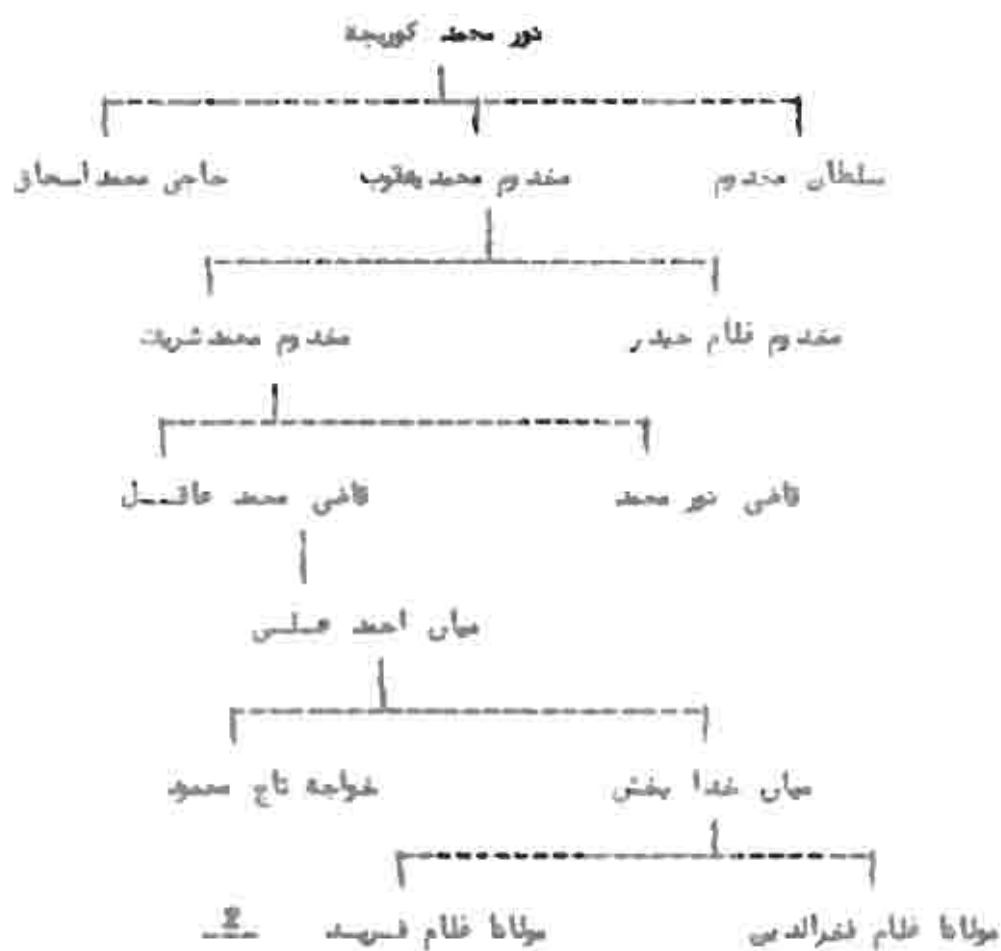 نور محمد کوریجہ
سلطان مخدوم مخدوم محمد یعقوب حاجی محمد اسحاق
مخدوم غلام حیدر مخدوم محمد شریف
قاضی نور محمد قاضی محمد عاقل
میاں احمد علی
میاں خدا بخش خواجہ تاج محمود
مولانا غلام فخرالدین مولانا غلام فرید